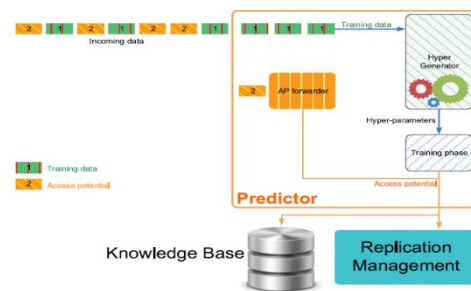 2 1 2 1 2 2 1 1 1 1 Training data
Incoming data
Hyper
Generator
2 AP forwarder
Hyper-parameters
Training phase
1 Training data
2 Access potential
Access potential
Predictor
Knowledge Base
Replication
Management